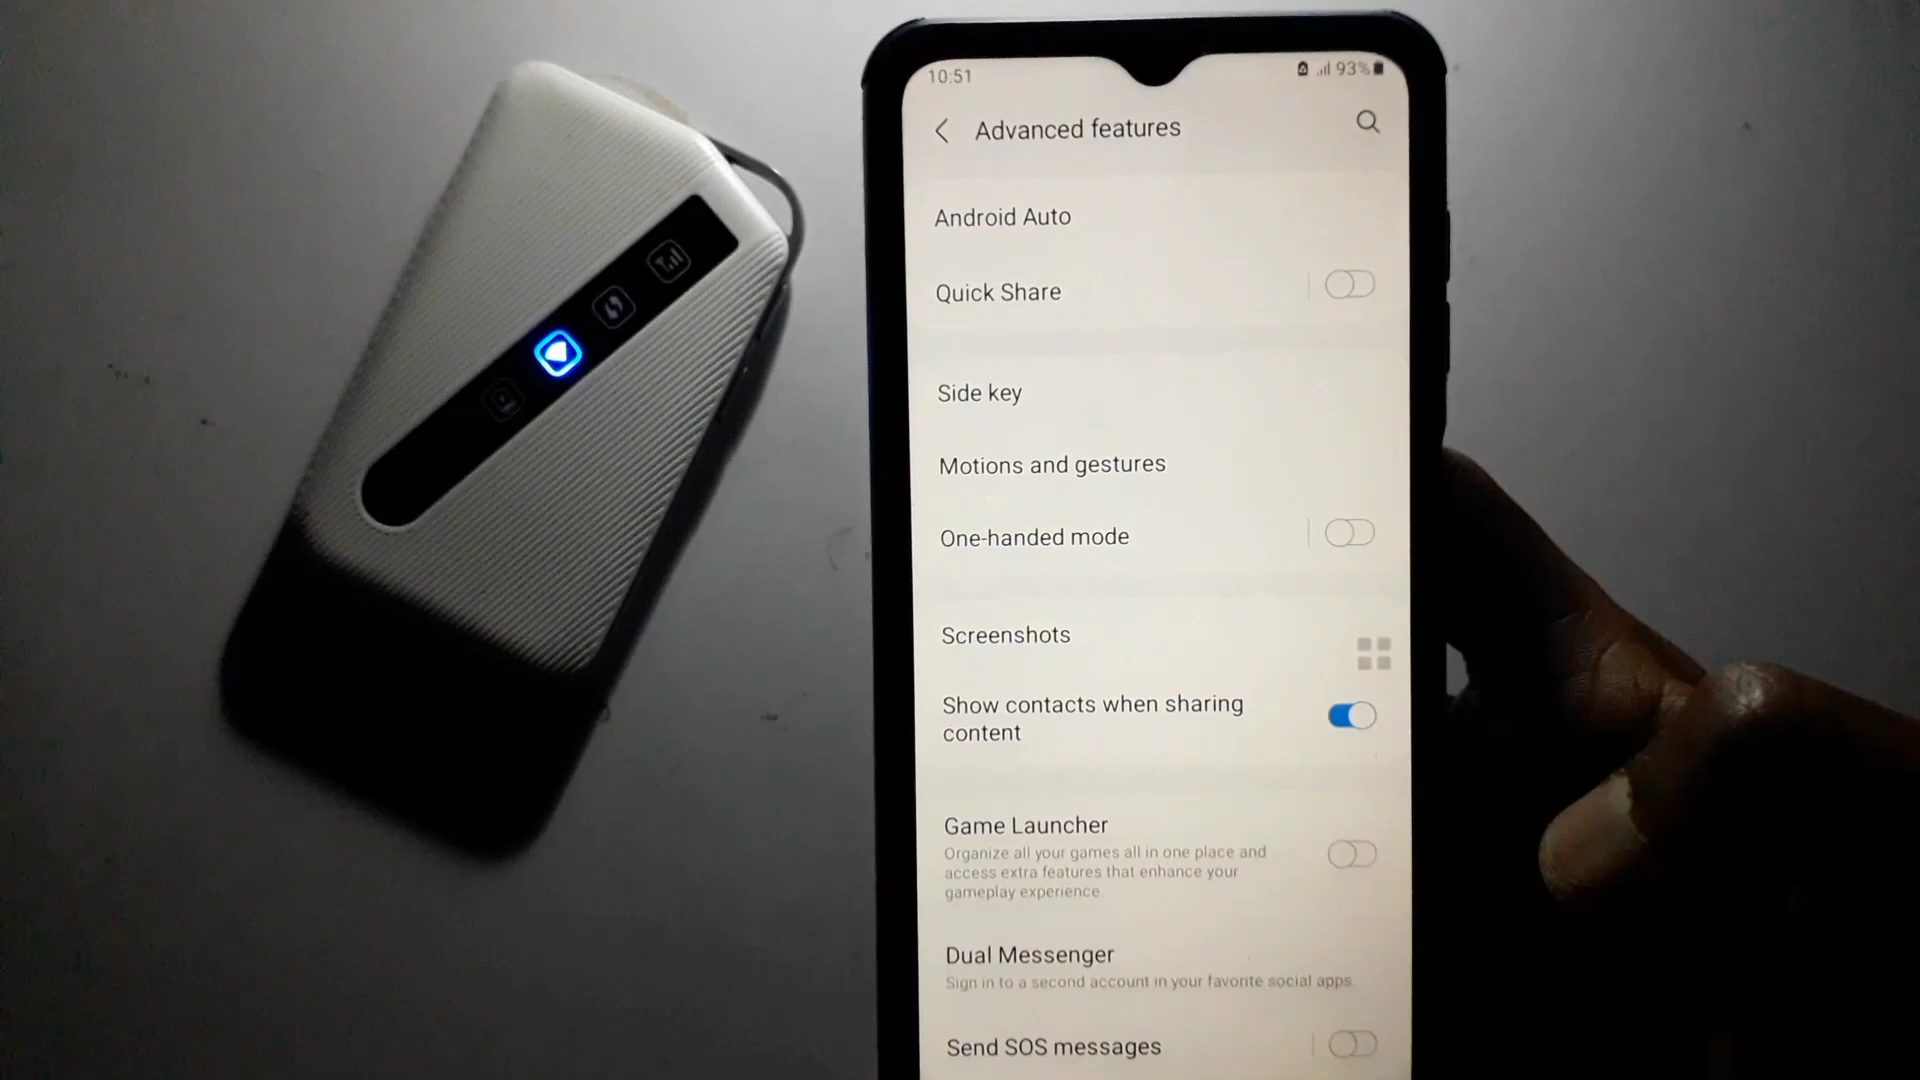 10:51
93%
Advanced features
Android Auto
Quick Share
Side key
Motions and gestures
One-handed mode
Screenshots
Show contacts when sharing
content
Game Launcher
Organize all your games all in one place and
access extra features that enhance your
gameplay experience.
Dual Messenger
Sign in to a second account in your favorite social apps.
Send SOS messages